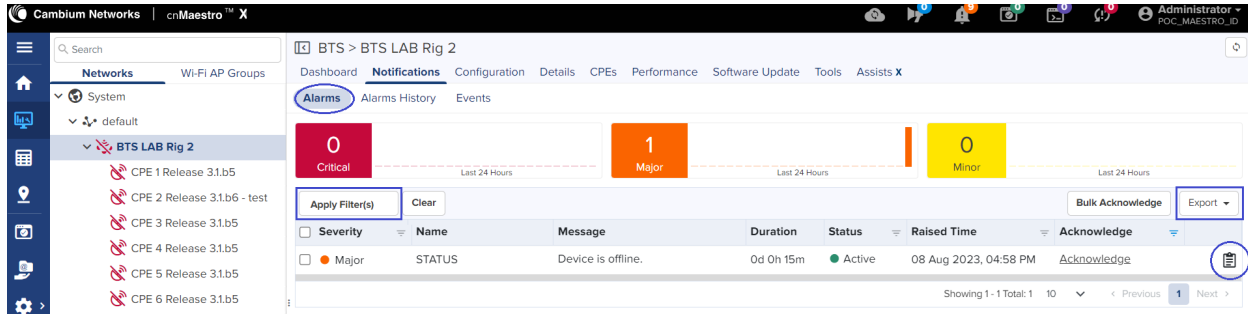 Cambium Networks | cnMaestro™ X
0 9 0 0 0
Administrator
POC_MAESTRO_ID
Search
Networks Wi-Fi AP Groups
System
default
BTS LAB Rig 2
CPE 1 Release 3.1.b5
CPE 2 Release 3.1.b6 - test
CPE 3 Release 3.1.b5
CPE 4 Release 3.1.b5
CPE 5 Release 3.1.b5
CPE 6 Release 3.1.b5
BTS > BTS LAB Rig 2
Dashboard Notifications Configuration Details CPEs Performance Software Update Tools Assists X
Alarms Alarms History Events
0
Critical
Last 24 Hours
1
Major
Last 24 Hours
0
Minor
Last 24 Hours
Apply Filter(s) Clear Bulk Acknowledge Export
Severity Name Message Duration Status Raised Time Acknowledge
Major STATUS Device is offline. 0d 0h 15m Active 08 Aug 2023, 04:58 PM Acknowledge
Showing 1 - 1 Total: 1 10 < Previous 1 Next >